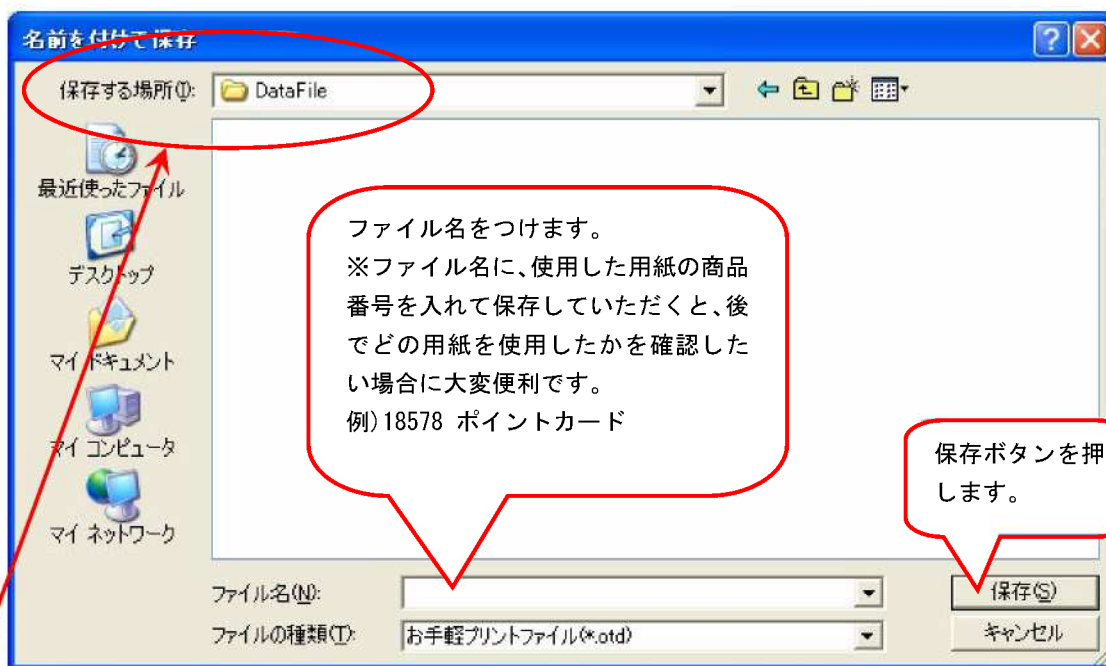 名前を付けて保存
保存する場所(I):
DataFile
最近使ったファイル
デスクトップ
マイ ドキュメント
マイ コンピュータ
マイ ネットワーク
ファイル名をつけます。
※ファイル名に、使用した用紙の商品
番号を入れて保存していただくと、後
でどの用紙を使用したかを確認した
い場合に大変便利です。
例)18578 ポイントカード
保存ボタンを押
します。
ファイル名(N):
保存(S)
ファイルの種類(T):
お手軽プリントファイル(*.otd)
キャンセル